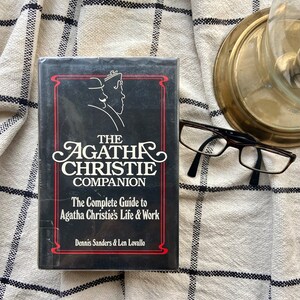 THE
AGATHA
CHRISTIE
COMPANION
The Complete Guide to
Agatha Christie's Life & Work
Dennis Sanders & Len Lovallo